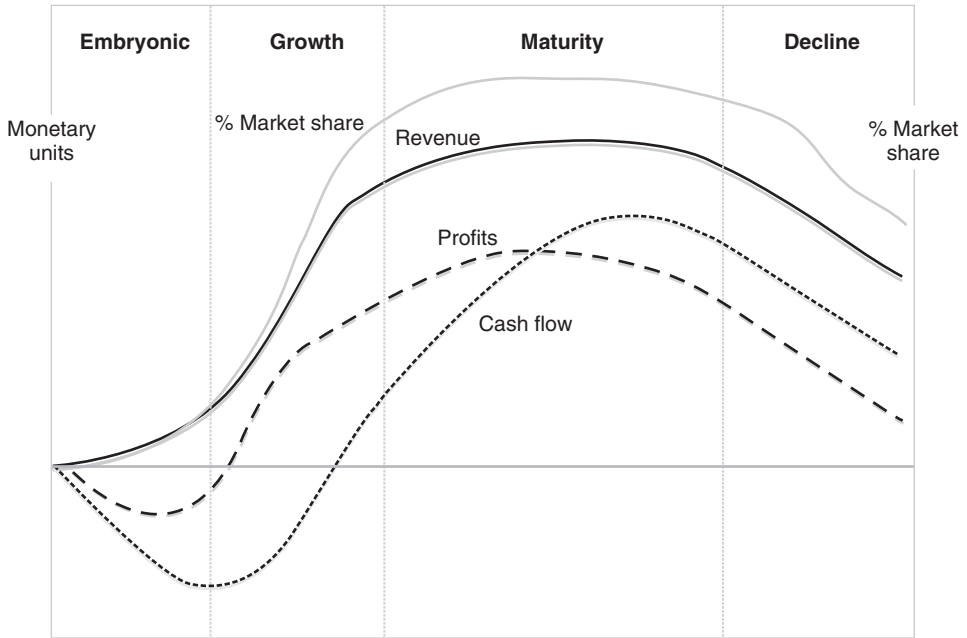 Embryonic
Growth
Maturity
Decline
Monetary
units
% Market share
Revenue
% Market
share
Profits
Cash flow